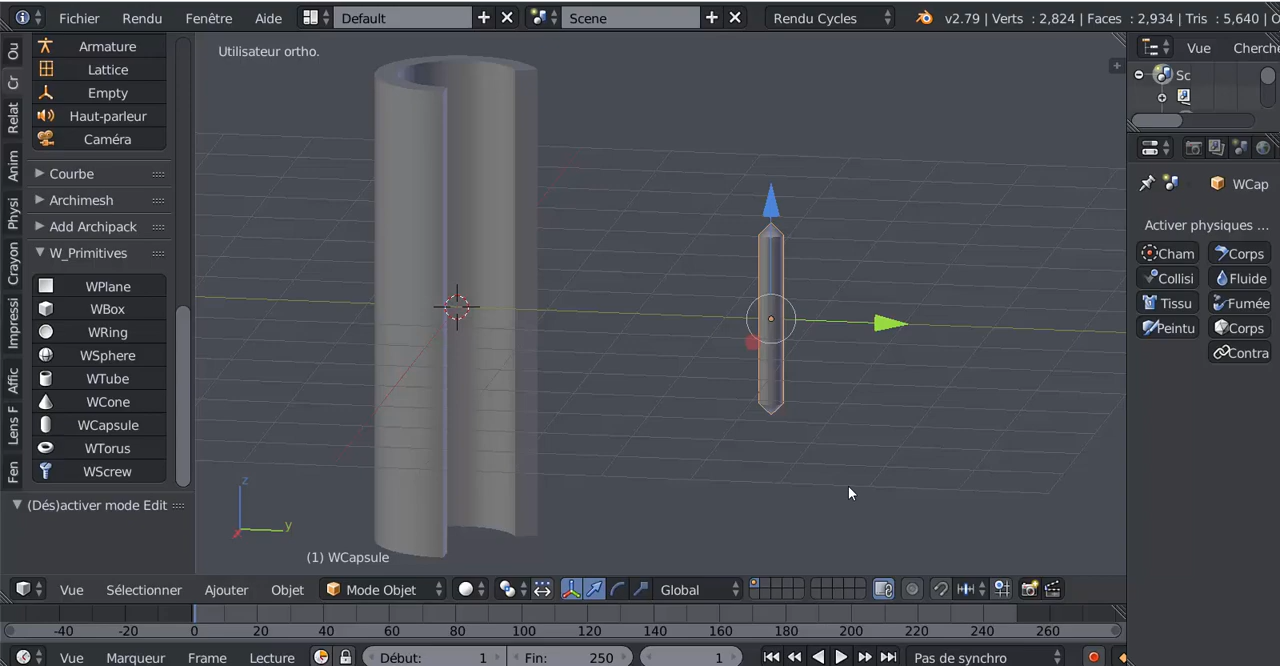 Fichier Rendu Fenêtre Aide Default Scene Rendu Cycles v2.79 | Verts : 2,824 | Faces : 2,934 | Tris : 5,640 | O
Utilisateur ortho.
Vue Cherche
Sc
Armature
Lattice
Empty
Haut-parleur
Caméra
Courbe
Archimesh
Add Archipack
W_Primitives
WPlane
WBox
WRing
WSphere
WTube
WCone
WCapsule
WTorus
WScrew
(Dés)activer mode Edit
Ou
Cr
Relat
Anim
Physi
Crayon
Impressi
Affic
Lens F
Fen
z
y
x
(1) WCapsule
WCap
Activer physiques ...
Cham Corps
Collisi Fluide
Tissu Fumée
Peintu Corps
Contra
Vue Sélectionner Ajouter Objet Mode Objet Global
-40 -20 0 20 40 60 80 100 120 140 160 180 200 220 240 260
Vue Marqueur Frame Lecture Début: 1 Fin: 250 1 Pas de synchro